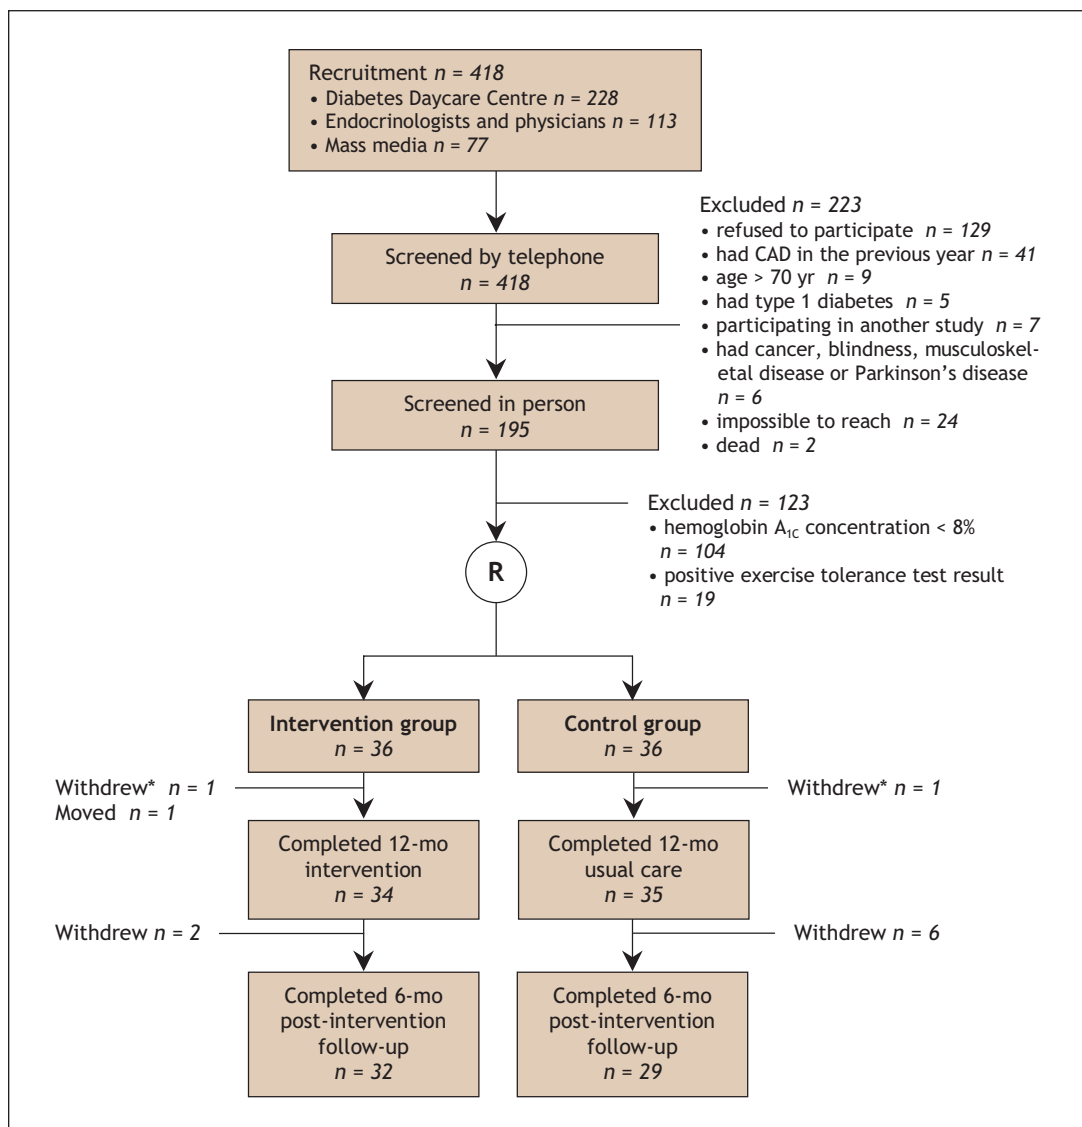 Recruitment n = 418
• Diabetes Daycare Centre n = 228
• Endocrinologists and physicians n = 113
• Mass media n = 77
Screened by telephone
n = 418
Excluded n = 223
• refused to participate n = 129
• had CAD in the previous year n = 41
• age > 70 yr n = 9
• had type 1 diabetes n = 5
• participating in another study n = 7
• had cancer, blindness, musculoskel-
etal disease or Parkinson’s disease
n = 6
• impossible to reach n = 24
• dead n = 2
Screened in person
n = 195
Excluded n = 123
• hemoglobin A1C concentration < 8%
n = 104
• positive exercise tolerance test result
n = 19
R
Intervention group
n = 36
Control group
n = 36
Withdrew* n = 1
Moved n = 1
Withdrew* n = 1
Completed 12-mo
intervention
n = 34
Completed 12-mo
usual care
n = 35
Withdrew n = 2
Withdrew n = 6
Completed 6-mo
post-intervention
follow-up
n = 32
Completed 6-mo
post-intervention
follow-up
n = 29